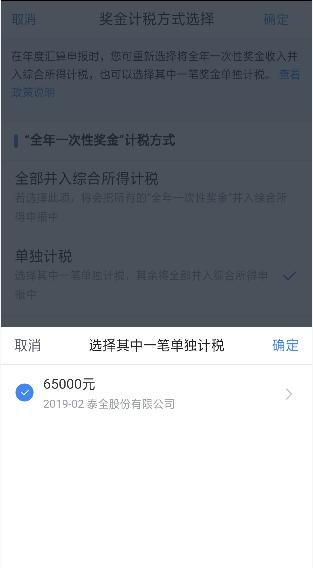 取消 奖金计税方式选择 确定
在年度汇算申报时，您可重新选择将全年一次性奖金收入并
入综合所得计税，也可以选择其中一笔奖金单独计税。查看
政策说明
“全年一次性奖金”计税方式
全部并入综合所得计税
若选择此项，将会把所有的“全年一次性奖金”并入综合所
得申报中
单独计税
选择其中一笔单独计税，其余将全部并入综合所得申
报中
取消 选择其中一笔单独计税 确定
65000元
2019-02 泰全股份有限公司